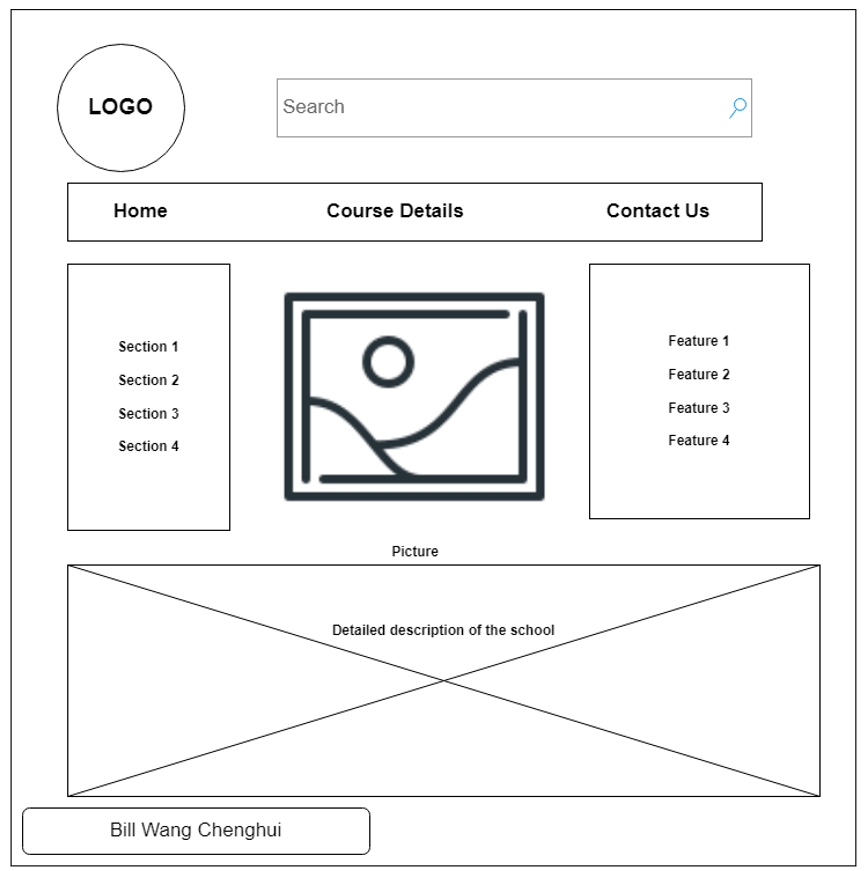 LOGO
Search
Home
Course Details
Contact Us
Section 1
Section 2
Section 3
Section 4
Feature 1
Feature 2
Feature 3
Feature 4
Picture
Detailed description of the school
Bill Wang Chenghui